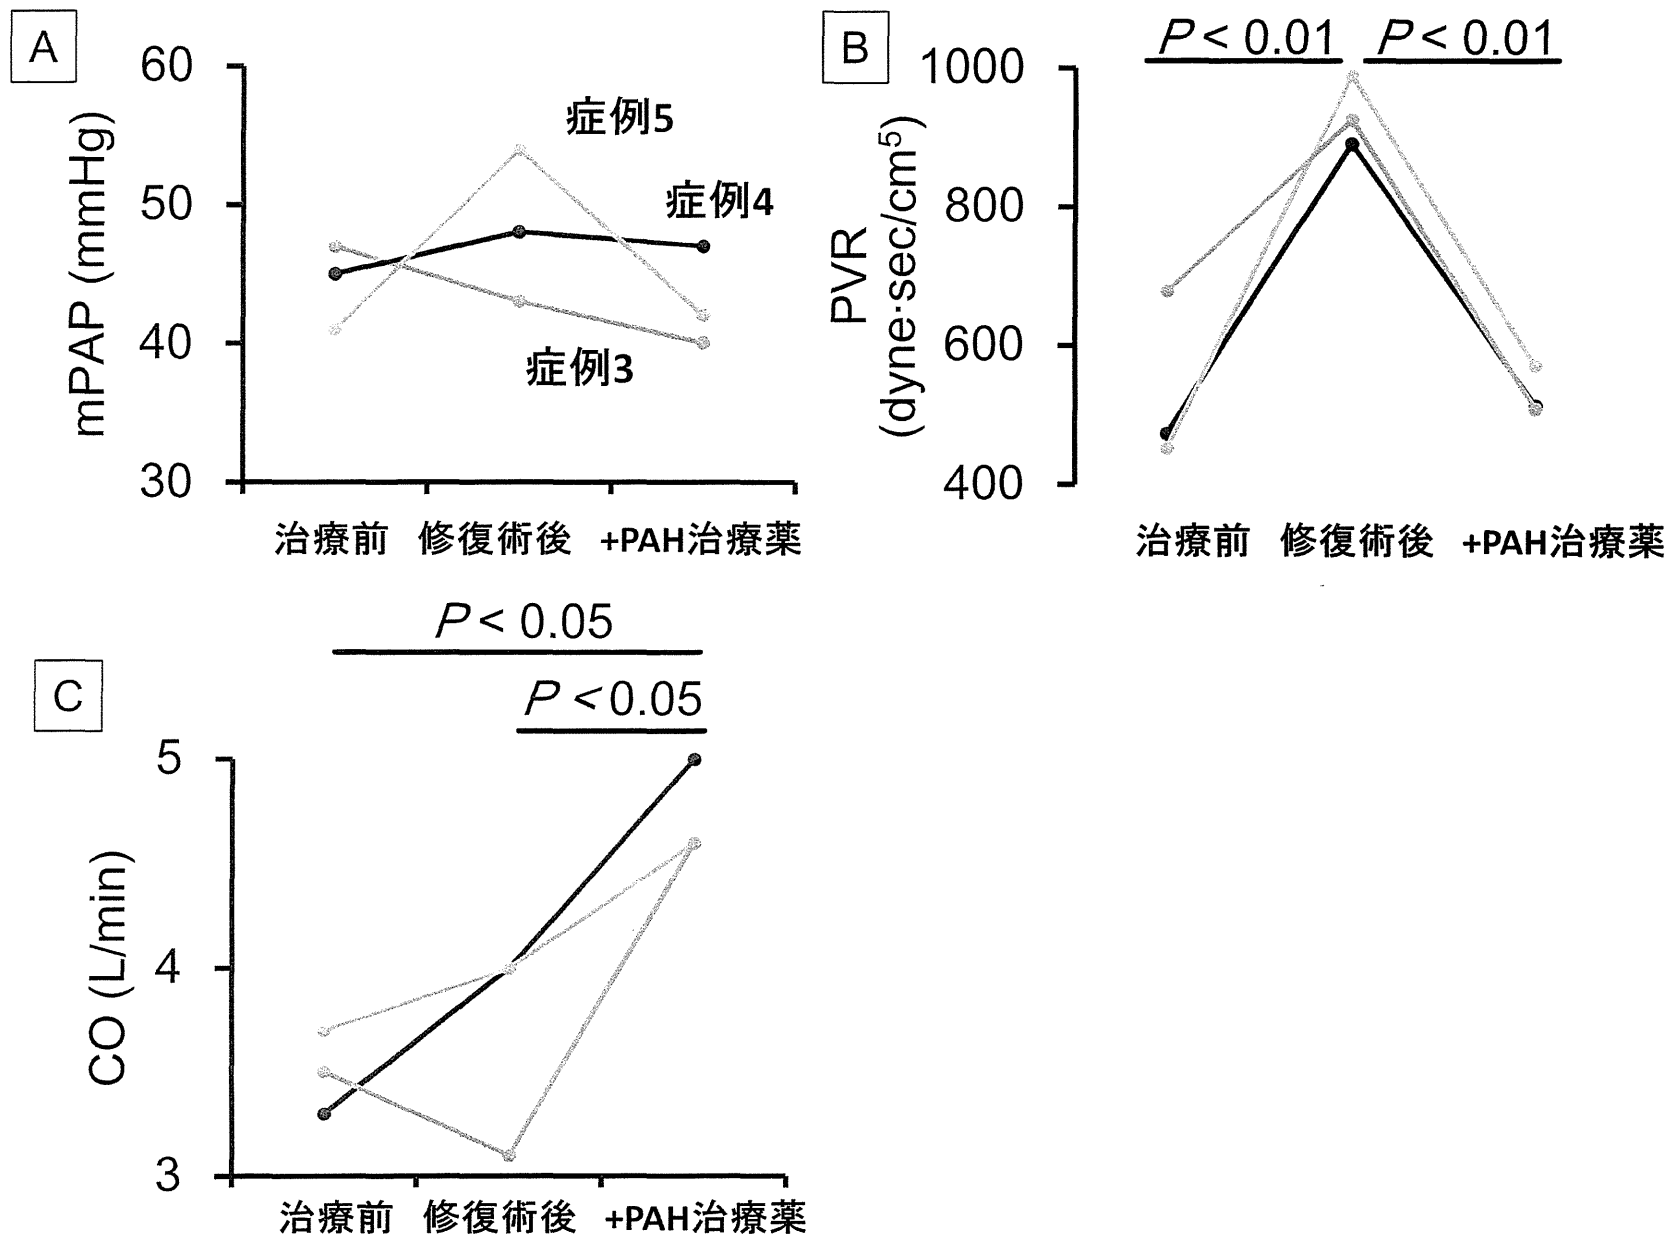 A
mPAP (mmHg)
60
50
40
30
症例5
症例4
症例3
治療前 修復術後 +PAH治療薬
B
P < 0.01 P < 0.01
PVR
(dyne·sec/cm⁵)
1000
800
600
400
治療前 修復術後 +PAH治療薬
C
P < 0.05
P < 0.05
CO (L/min)
5
4
3
治療前 修復術後 +PAH治療薬